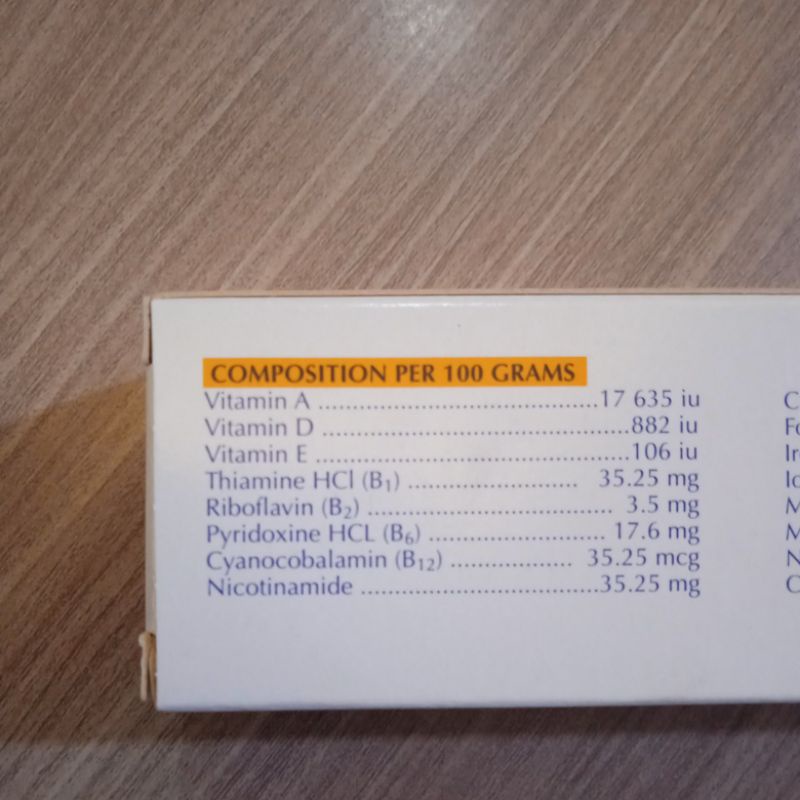 COMPOSITION PER 100 GRAMS
Vitamin A ..........................................17 635 iu
Vitamin D ..............................................882 iu
Vitamin E ...............................................106 iu
Thiamine HCl (B₁) .......................... 35.25 mg
Riboflavin (B₂) ..................................... 3.5 mg
Pyridoxine HCL (B₆) ........................... 17.6 mg
Cyanocobalamin (B₁₂) .................. 35.25 mcg
Nicotinamide ....................................35.25 mg